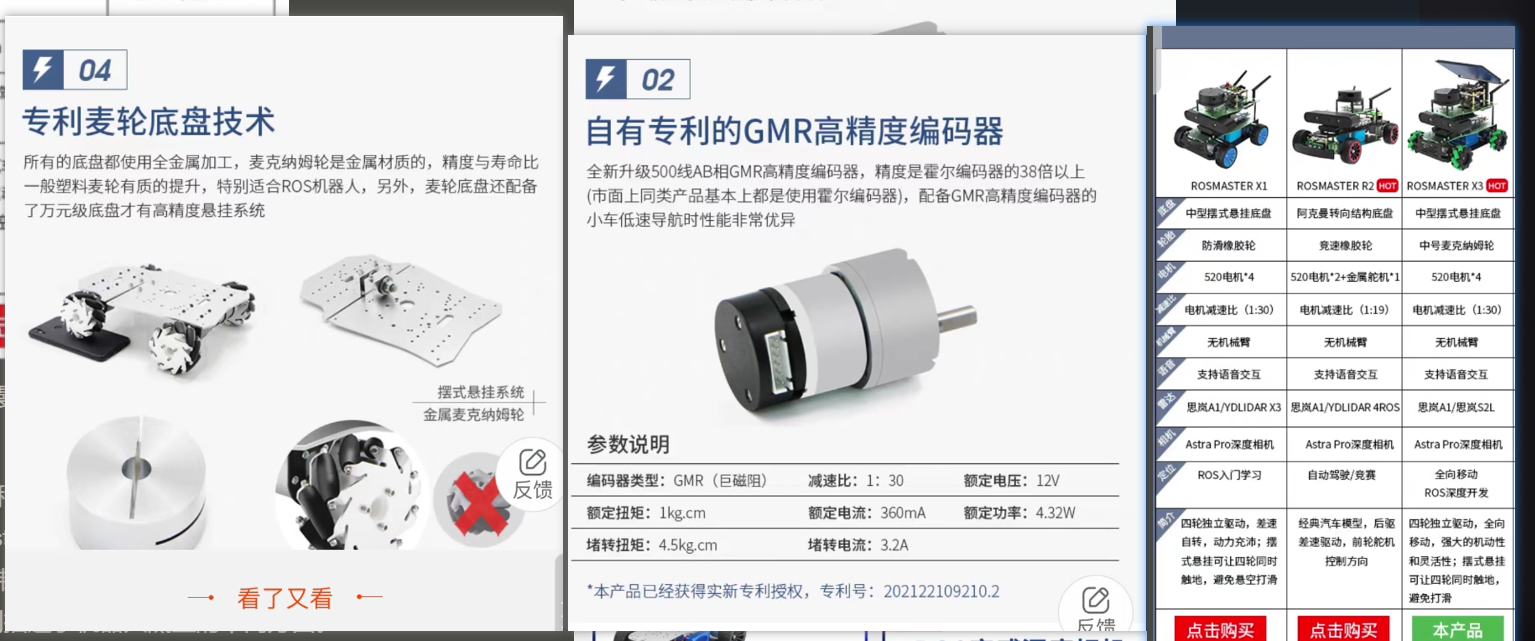 04
专利麦轮底盘技术
所有的底盘都使用全金属加工，麦克纳姆轮是金属材质的，精度与寿命比
一般塑料麦轮有质的提升，特别适合ROS机器人，另外，麦轮底盘还配备
了万元级底盘才有高精度悬挂系统
摆式悬挂系统
金属麦克纳姆轮
反馈
看了又看
02
自有专利的GMR高精度编码器
全新升级500线AB相GMR高精度编码器，精度是霍尔编码器的38倍以上
(市面上同类产品基本上都是使用霍尔编码器)，配备GMR高精度编码器的
小车低速导航时性能非常优异
参数说明
编码器类型：GMR（巨磁阻） 减速比：1：30 额定电压：12V
额定扭矩：1kg.cm 额定电流：360mA 额定功率：4.32W
堵转扭矩：4.5kg.cm 堵转电流：3.2A
*本产品已经获得实新专利授权，专利号：202122109210.2
反馈
ROSMASTER X1 ROSMASTER R2 HOT ROSMASTER X3 HOT
底盘 中型摆式悬挂底盘 阿克曼转向结构底盘 中型摆式悬挂底盘
轮胎 防滑橡胶轮 竞速橡胶轮 中号麦克纳姆轮
电机 520电机*4 520电机*2+金属舵机*1 520电机*4
减速比 电机减速比（1:30） 电机减速比（1:19） 电机减速比（1:30）
机械臂 无机械臂 无机械臂 无机械臂
语音 支持语音交互 支持语音交互 支持语音交互
雷达 思岚A1/YDLIDAR X3 思岚A1/YDLIDAR 4ROS 思岚A1/思岚S2L
相机 Astra Pro深度相机 Astra Pro深度相机 Astra Pro深度相机
定位 ROS入门学习 自动驾驶/竞赛 全向移动
ROS深度开发
简介 四轮独立驱动，差速
自转，动力充沛；摆
式悬挂可让四轮同时
触地，避免悬空打滑
经典汽车模型，后驱
差速驱动，前轮舵机
控制方向
四轮独立驱动，全向
移动，强大的机动性
和灵活性；摆式悬挂
可让四轮同时触地，
避免打滑
点击购买 点击购买 本产品